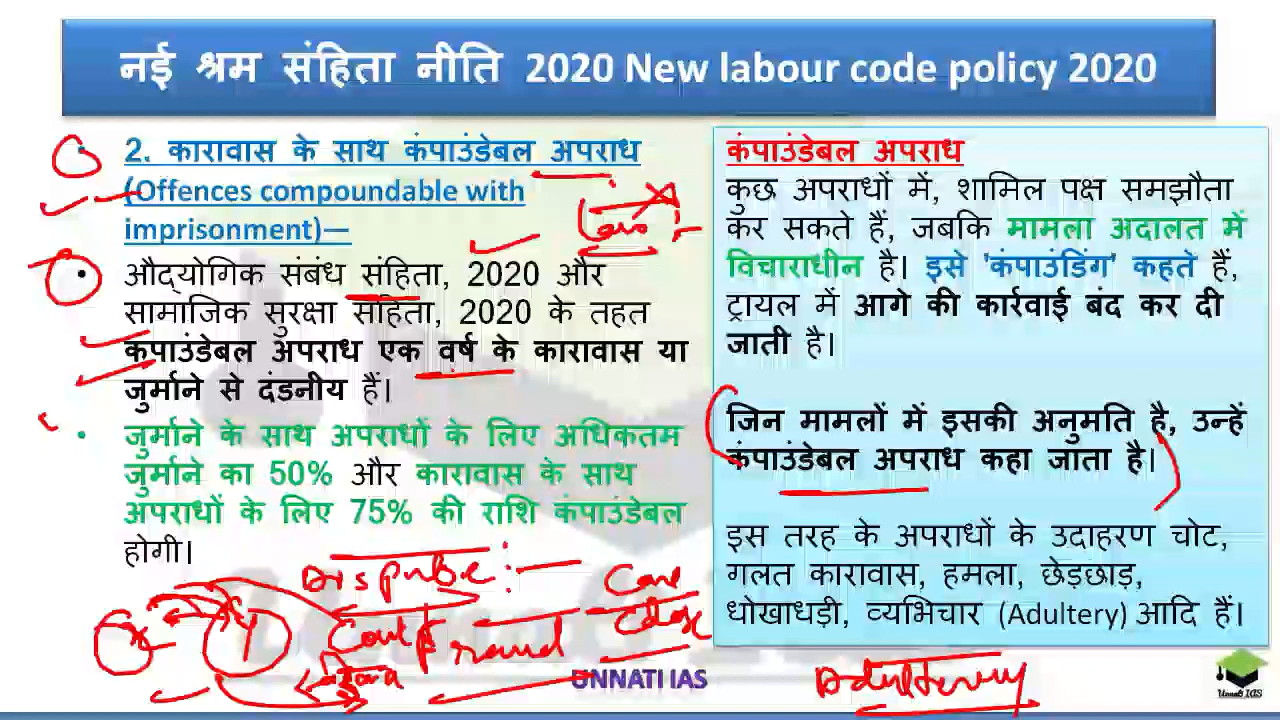 नई श्रम संहिता नीति 2020 New labour code policy 2020
2. कारावास के साथ कंपाउंडेबल अपराध
(Offences compoundable with
imprisonment)—
• औद्योगिक संबंध संहिता, 2020 और
सामाजिक सुरक्षा संहिता, 2020 के तहत
कंपाउंडेबल अपराध एक वर्ष के कारावास या
जुर्माने से दंडनीय हैं।
• जुर्माने के साथ अपराधों के लिए अधिकतम
जुर्माने का 50% और कारावास के साथ
अपराधों के लिए 75% की राशि कंपाउंडेबल
होगी।
कंपाउंडेबल अपराध
कुछ अपराधों में, शामिल पक्ष समझौता
कर सकते हैं, जबकि मामला अदालत में
विचाराधीन है। इसे 'कंपाउंडिंग' कहते हैं,
ट्रायल में आगे की कार्रवाई बंद कर दी
जाती है।
जिन मामलों में इसकी अनुमति है, उन्हें
कंपाउंडेबल अपराध कहा जाता है।
इस तरह के अपराधों के उदाहरण चोट,
गलत कारावास, हमला, छेड़छाड़,
धोखाधड़ी, व्यभिचार (Adultery) आदि हैं।
Dispute :— Case
Court Fraud close
Adultery
UNNATI IAS
Unnati IAS